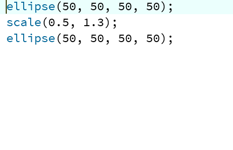 ellipse(50, 50, 50, 50);
scale(0.5, 1.3);
ellipse(50, 50, 50, 50);